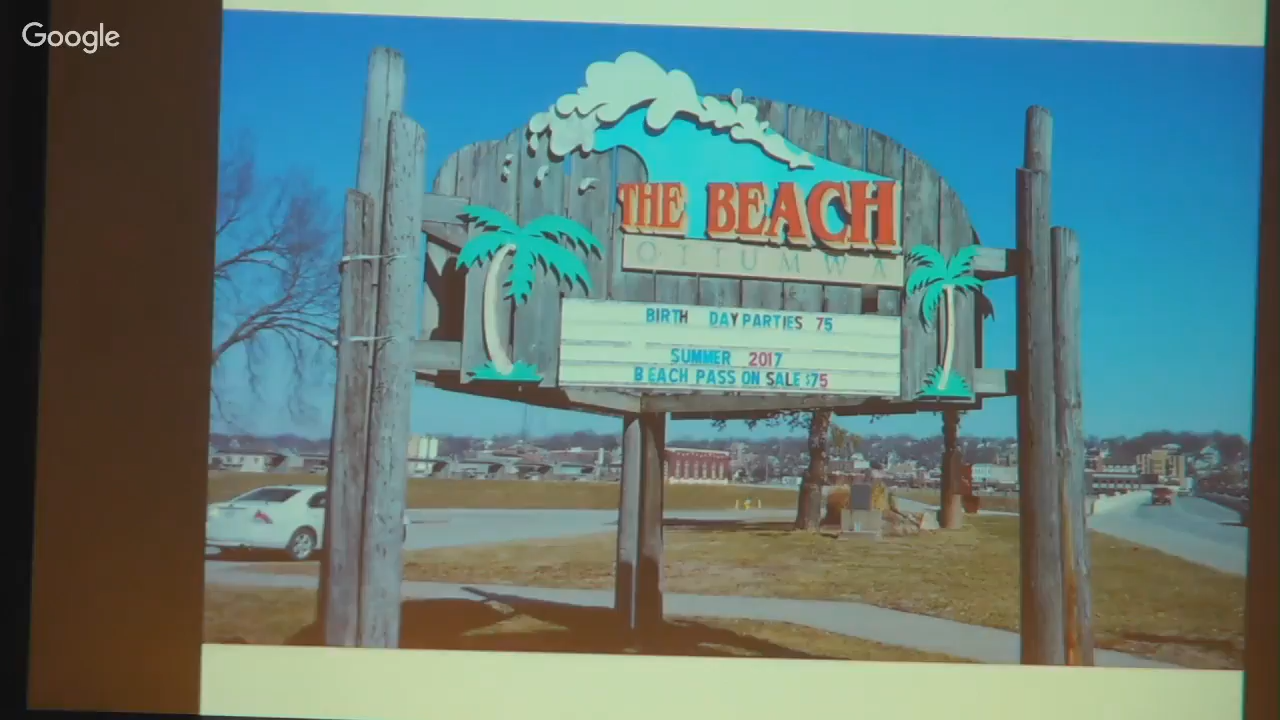 Google
THE BEACH
OTTUMWA
BIRTH DAY PARTIES 75
SUMMER 2017
BEACH PASS ON SALE $75